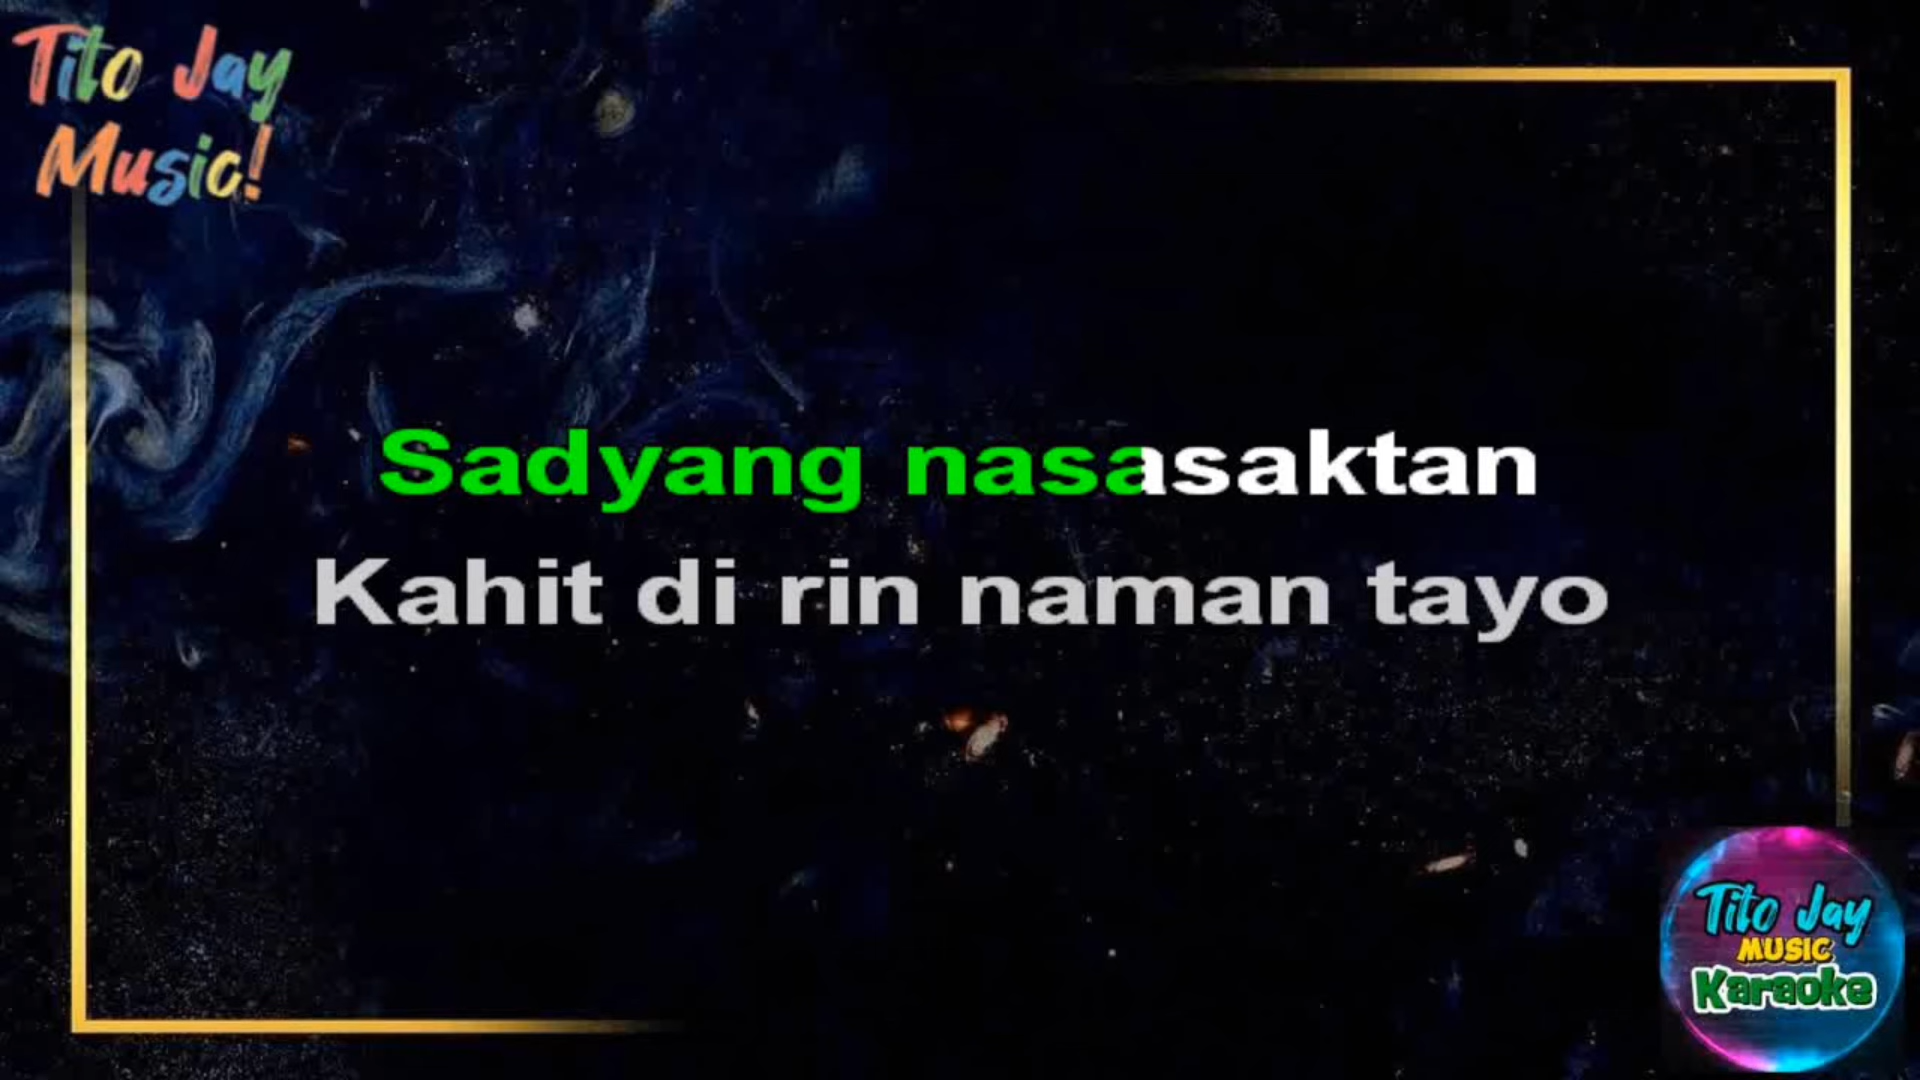 Tito Jay
Music!
Sadyang nasasaktan
Kahit di rin naman tayo
Tito Jay
MUSIC
Karaoke